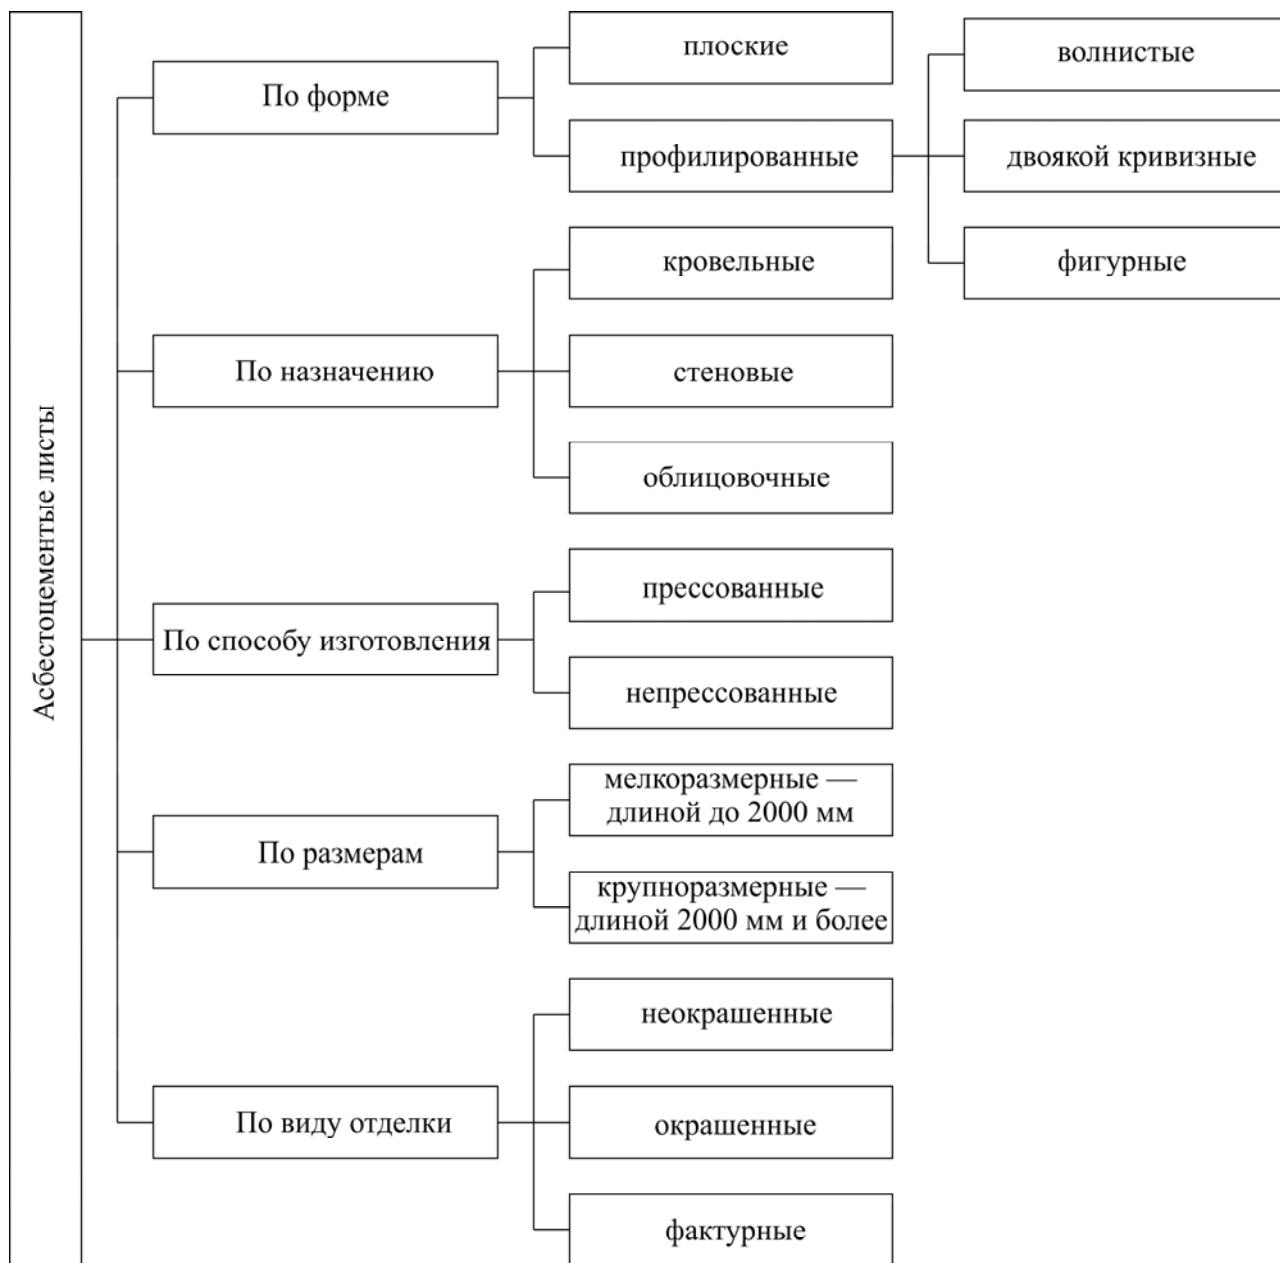 Асбестоцементые листы
По форме
плоские
профилированные
волнистые
двоякой кривизные
фигурные
По назначению
кровельные
стеновые
облицовочные
По способу изготовления
прессованные
непрессованные
По размерам
мелкоразмерные —
длиной до 2000 мм
крупноразмерные —
длиной 2000 мм и более
По виду отделки
неокрашенные
окрашенные
фактурные